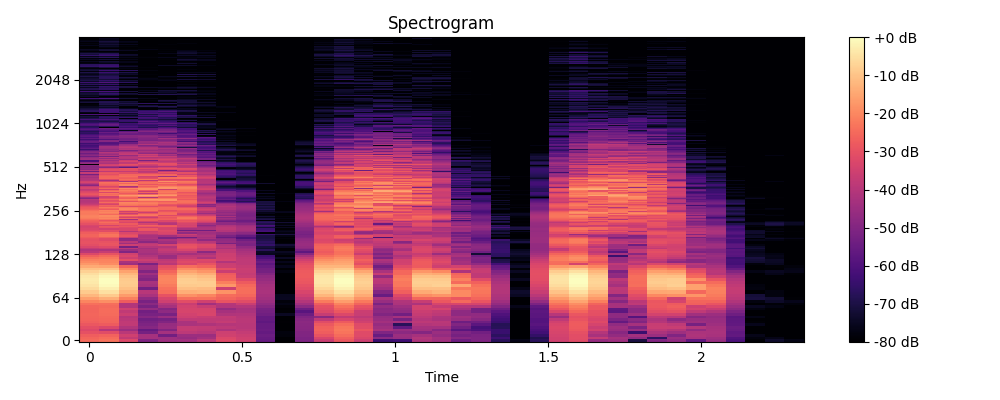 Spectrogram
Hz
2048
1024
512
256
128
64
0
0 0.5 1 1.5 2
Time
+0 dB
-10 dB
-20 dB
-30 dB
-40 dB
-50 dB
-60 dB
-70 dB
-80 dB